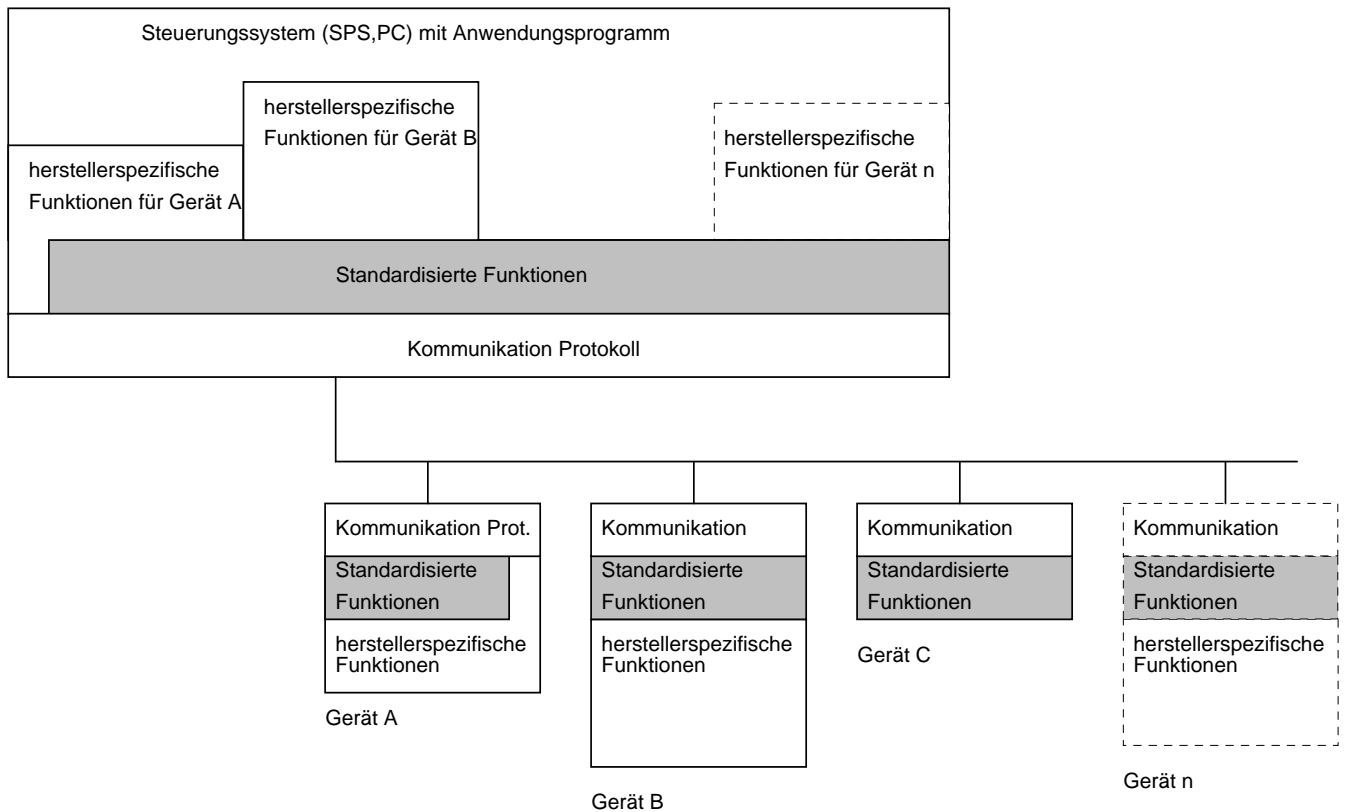 Steuerungssystem (SPS,PC) mit Anwendungsprogramm
herstellerspezifische
Funktionen für Gerät A
herstellerspezifische
Funktionen für Gerät B
herstellerspezifische
Funktionen für Gerät n
Standardisierte Funktionen
Kommunikation Protokoll
Kommunikation Prot.
Standardisierte
Funktionen
herstellerspezifische
Funktionen
Gerät A
Kommunikation
Standardisierte
Funktionen
herstellerspezifische
Funktionen
Gerät B
Kommunikation
Standardisierte
Funktionen
Gerät C
Kommunikation
Standardisierte
Funktionen
herstellerspezifische
Funktionen
Gerät n